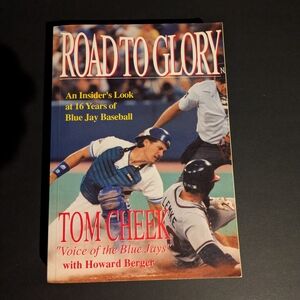 ROAD TO GLORY
An Insider's Look
at 16 Years of
Blue Jay Baseball
LEMKE
TOM CHEEK
"Voice of the Blue Jays"
with Howard Berger